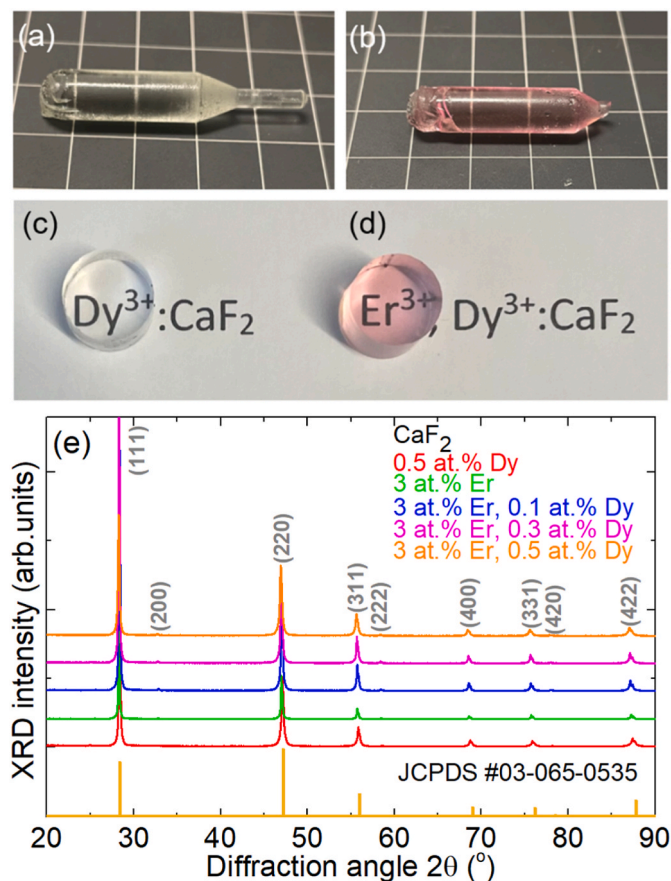 (a)
(b)
(c)
(d)
Dy³⁺:CaF₂
Er³⁺, Dy³⁺:CaF₂
(e)
CaF₂
0.5 at.% Dy
3 at.% Er
3 at.% Er, 0.1 at.% Dy
3 at.% Er, 0.3 at.% Dy
3 at.% Er, 0.5 at.% Dy
(111)
(200)
(220)
(311)
(222)
(400)
(331)
(420)
(422)
XRD intensity (arb.units)
JCPDS #03-065-0535
20 30 40 50 60 70 80 90
Diffraction angle 2θ (°)